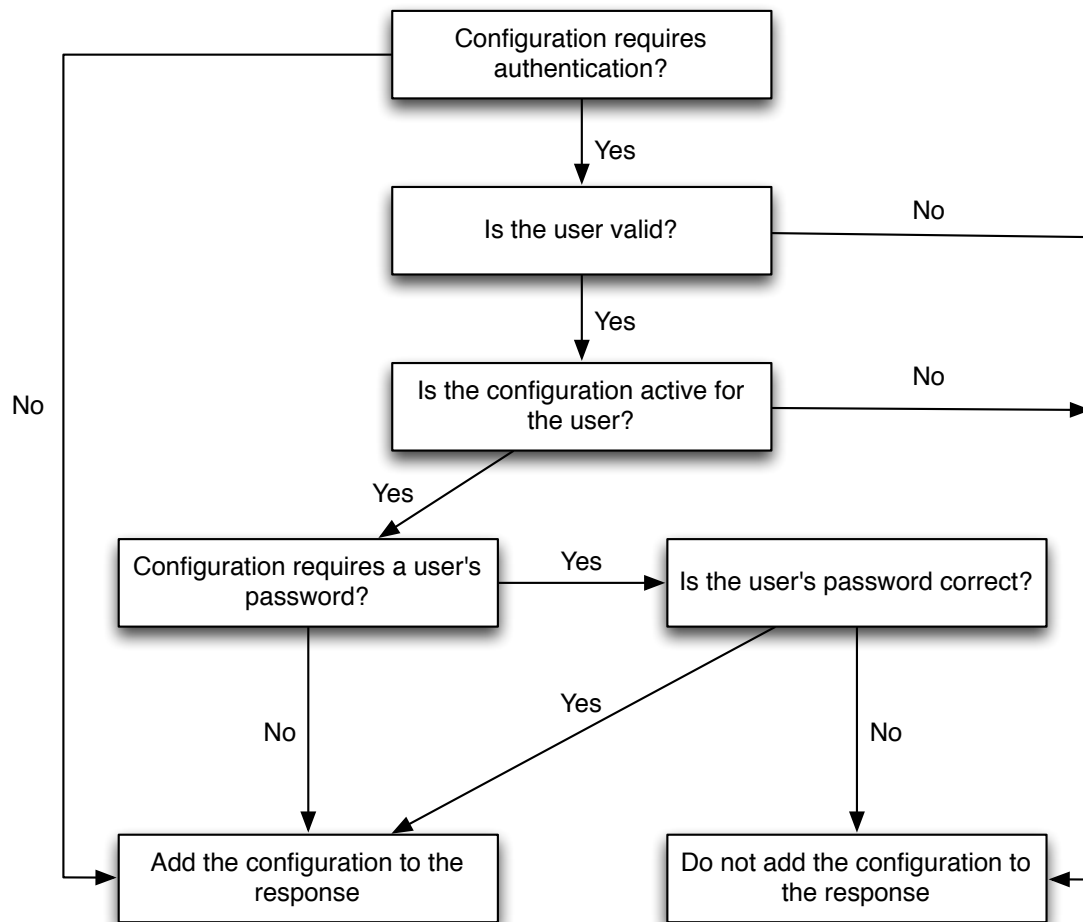 Configuration requires
authentication?
Yes
Is the user valid?
No
Yes
Is the configuration active for
the user?
No
No
Yes
Configuration requires a user's
password?
Yes
Is the user's password correct?
No
Yes
No
Add the configuration to the
response
Do not add the configuration to
the response